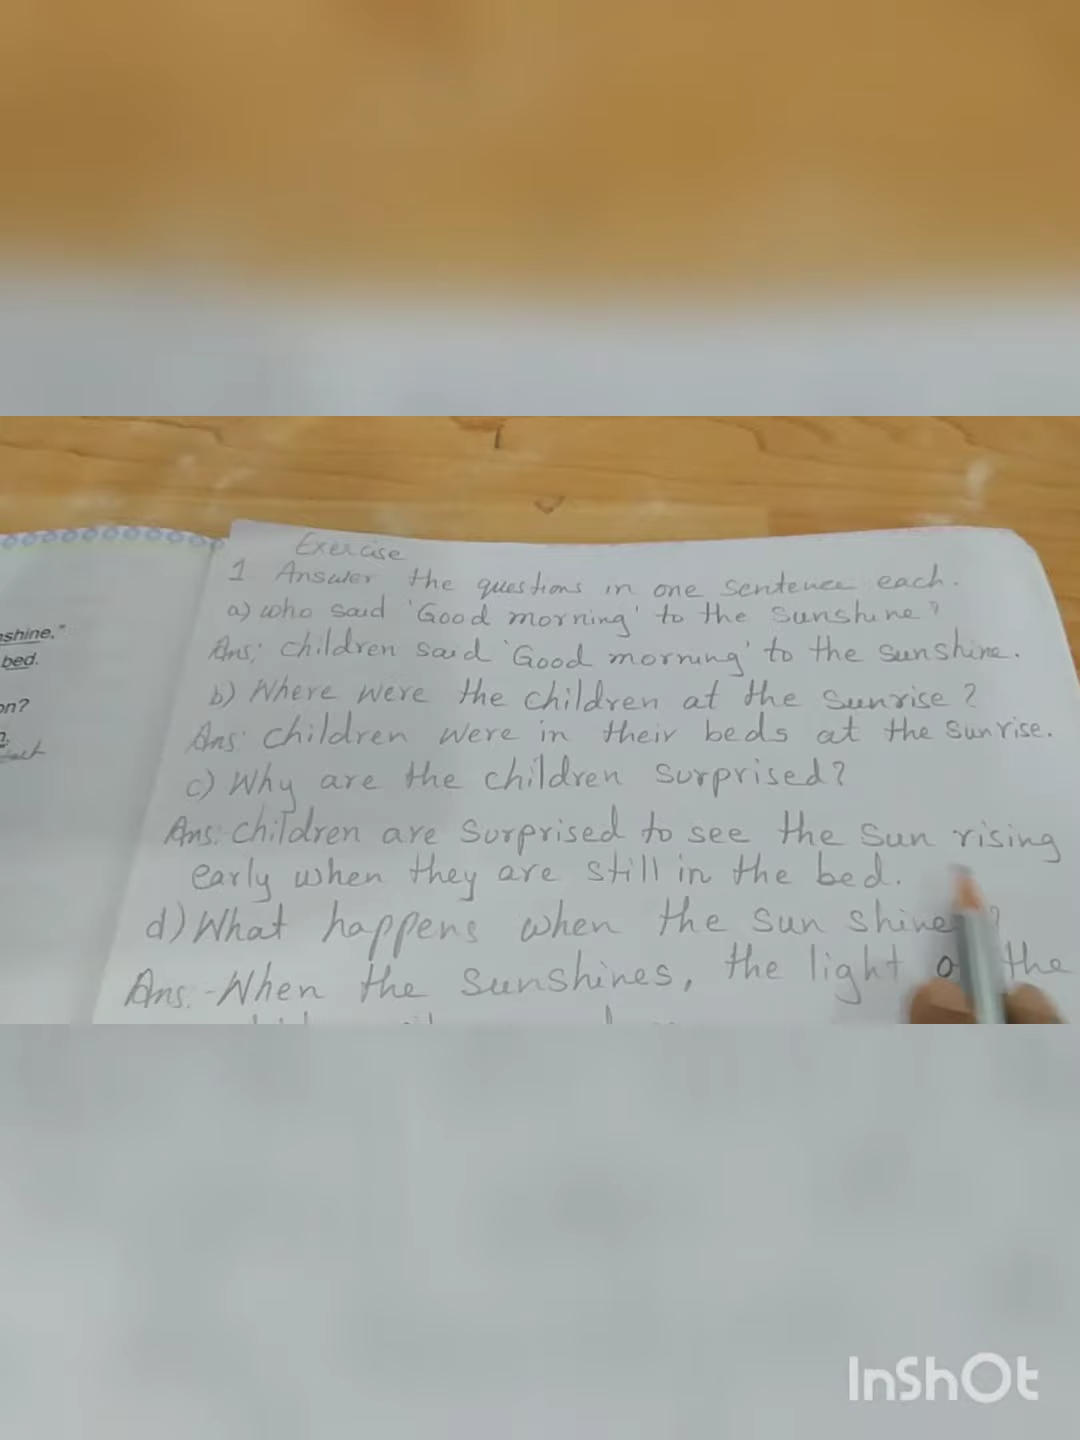 shine."
bed.
on?
Exercise
1 Answer the questions in one sentence each.
a) who said 'Good morning' to the sunshine?
Ans: children said 'Good morning' to the sunshine.
b) Where were the children at the sunrise?
Ans: children were in their beds at the sunrise.
c) Why are the children surprised?
Ans: children are surprised to see the sun rising
early when they are still in the bed.
d) What happens when the sun shines?
Ans:- When the sunshines, the light the
InShOt